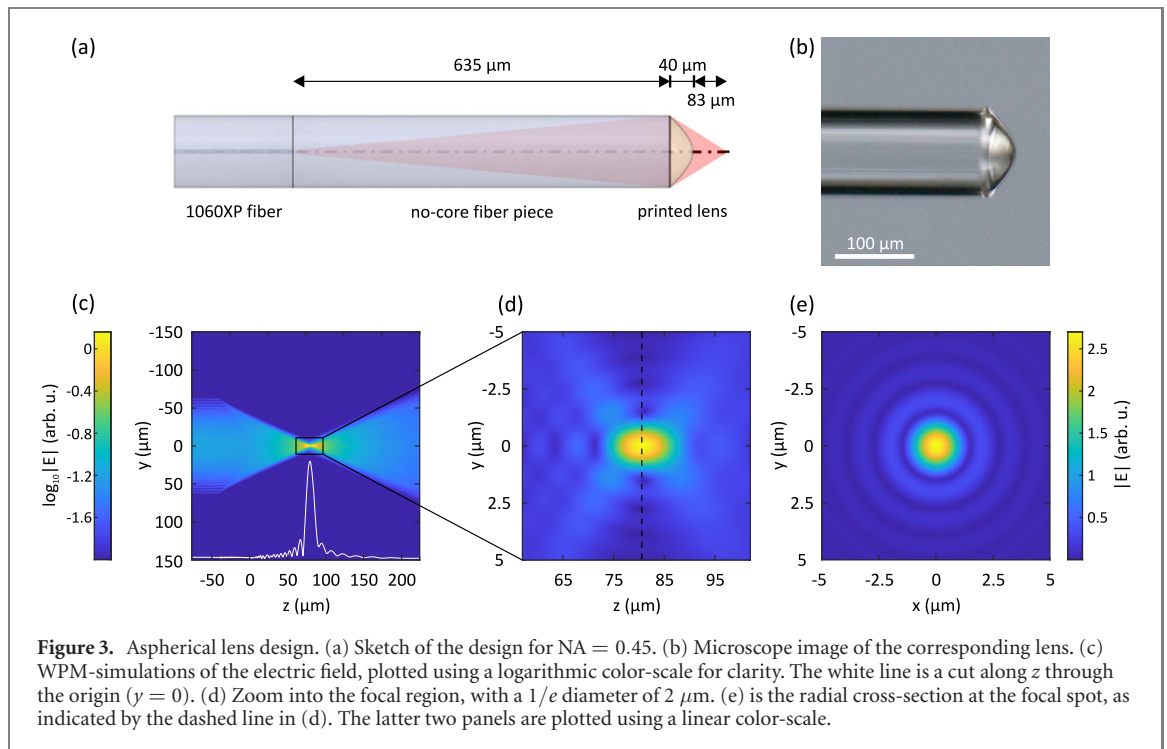 (a)
635 µm
40 µm
83 µm
1060XP fiber
no-core fiber piece
printed lens
(b)
100 µm
(c)
log₁₀|E| (arb. u.)
0
-0.4
-0.8
-1.2
-1.6
y (µm)
-150
-100
-50
0
50
100
150
-50 0 50 100 150 200
z (µm)
(d)
y (µm)
-5
-2.5
0
2.5
5
65 75 85 95
z (µm)
(e)
y (µm)
-5
-2.5
0
2.5
5
-5 -2.5 0 2.5 5
x (µm)
2.5
2
1.5
1
0.5
|E| (arb. u.)
Figure 3. Aspherical lens design. (a) Sketch of the design for NA = 0.45. (b) Microscope image of the corresponding lens. (c)
WPM-simulations of the electric field, plotted using a logarithmic color-scale for clarity. The white line is a cut along z through
the origin (y = 0). (d) Zoom into the focal region, with a 1/e diameter of 2 µm. (e) is the radial cross-section at the focal spot, as
indicated by the dashed line in (d). The latter two panels are plotted using a linear color-scale.